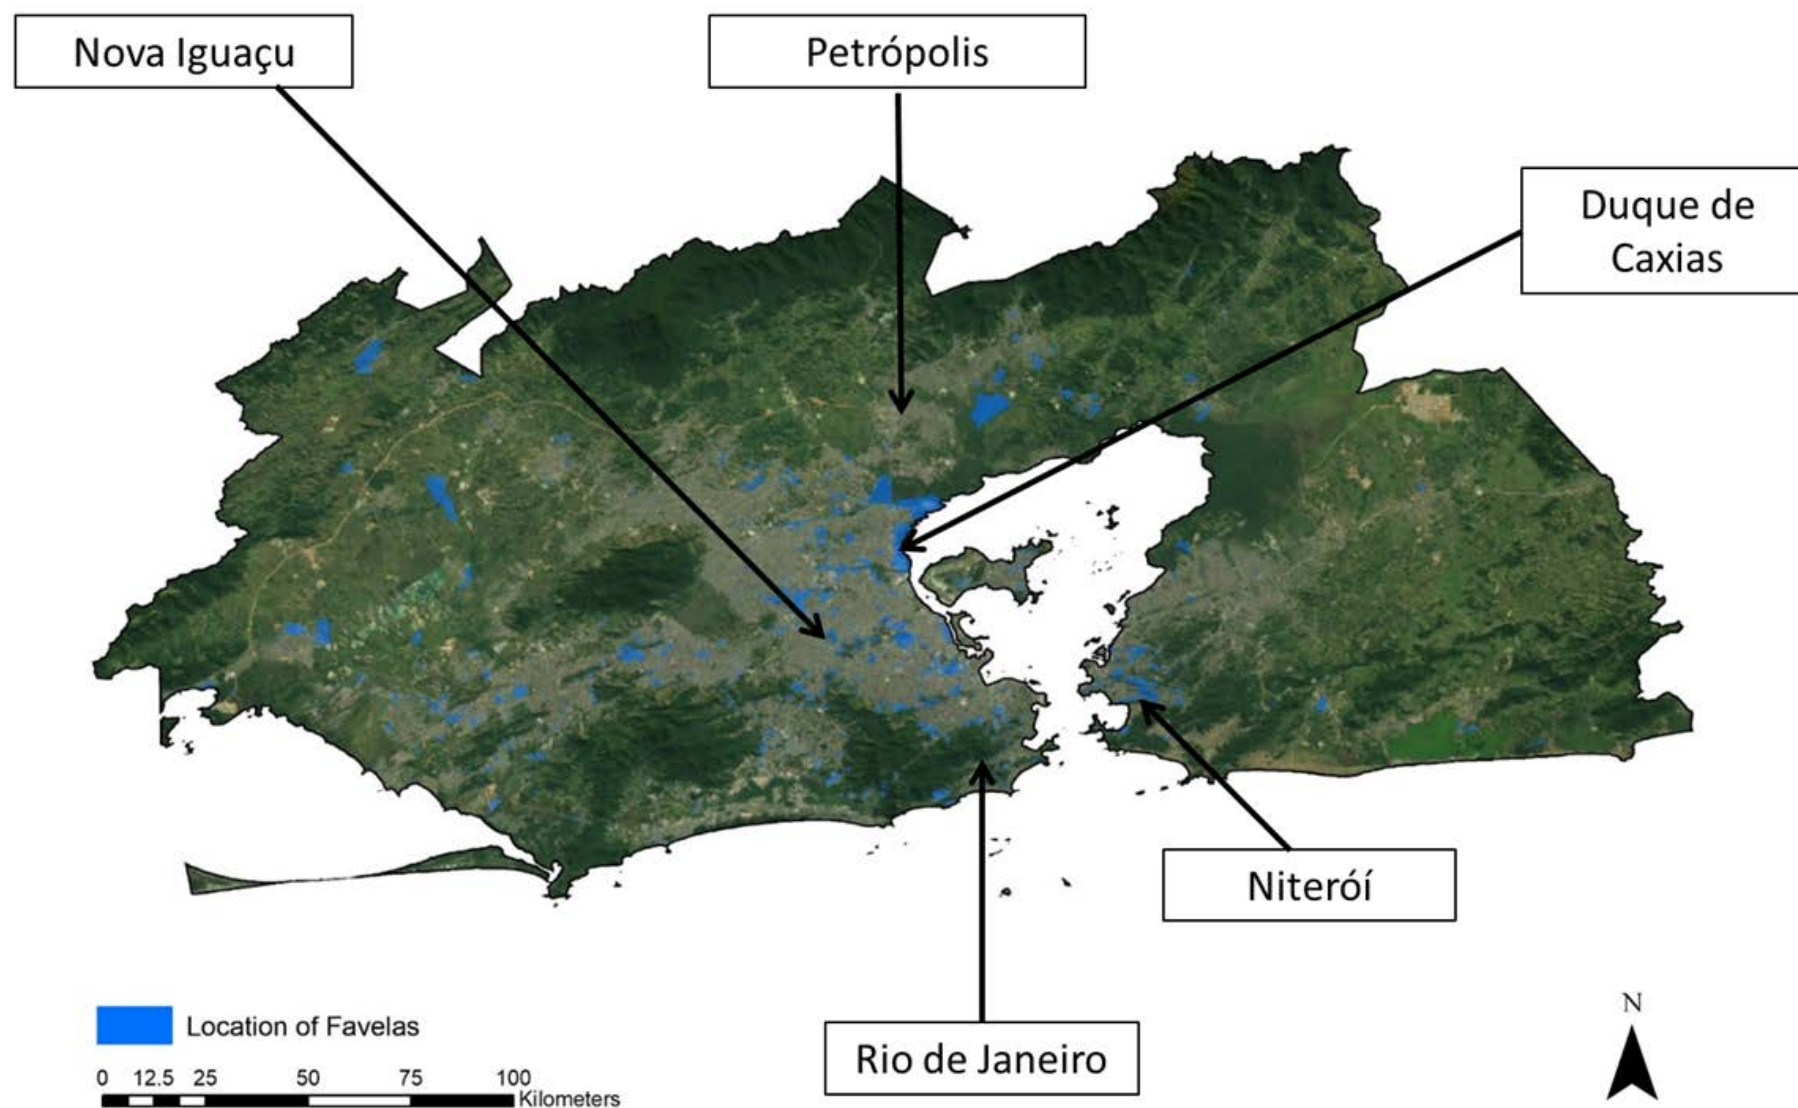 Nova Iguaçu
Petrópolis
Duque de
Caxias
Niteróí
Rio de Janeiro
Location of Favelas
0 12.5 25 50 75 100
Kilometers
N